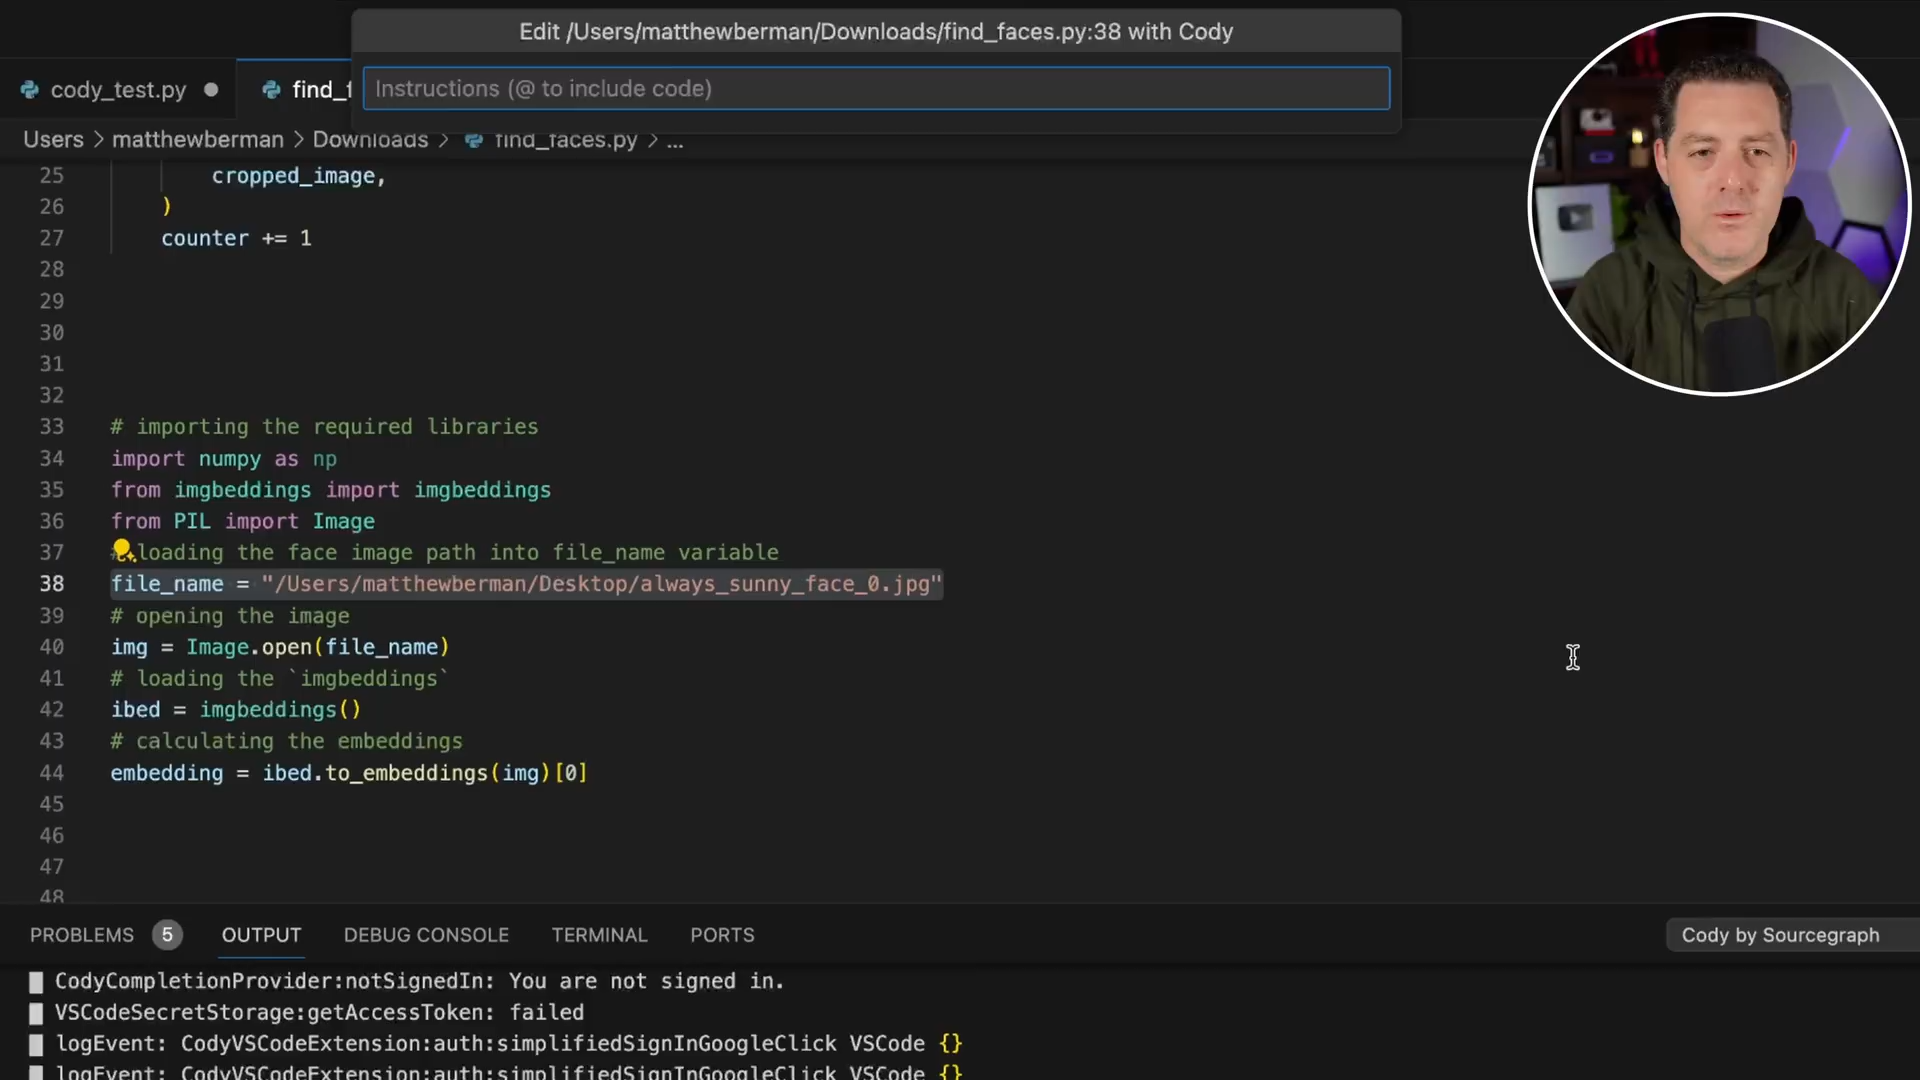 Edit /Users/matthewberman/Downloads/find_faces.py:38 with Cody
Instructions (@ to include code)
cody_test.py
find_f
Users > matthewberman > Downloads > find_faces.py > ...
25 cropped_image,
26 )
27 counter += 1
28
29
30
31
32
33 # importing the required libraries
34 import numpy as np
35 from imgbeddings import imgbeddings
36 from PIL import Image
37 loading the face image path into file_name variable
38 file_name = "/Users/matthewberman/Desktop/always_sunny_face_0.jpg"
39 # opening the image
40 img = Image.open(file_name)
41 # loading the `imgbeddings`
42 ibed = imgbeddings()
43 # calculating the embeddings
44 embedding = ibed.to_embeddings(img)[0]
45
46
47
48
PROBLEMS 5 OUTPUT DEBUG CONSOLE TERMINAL PORTS Cody by Sourcegraph
CodyCompletionProvider:notSignedIn: You are not signed in.
VSCodeSecretStorage:getAccessToken: failed
logEvent: CodyVSCodeExtension:auth:simplifiedSignInGoogleClick VSCode {}
logEvent: CodyVSCodeExtension:auth:simplifiedSignInGoogleClick VSCode {}